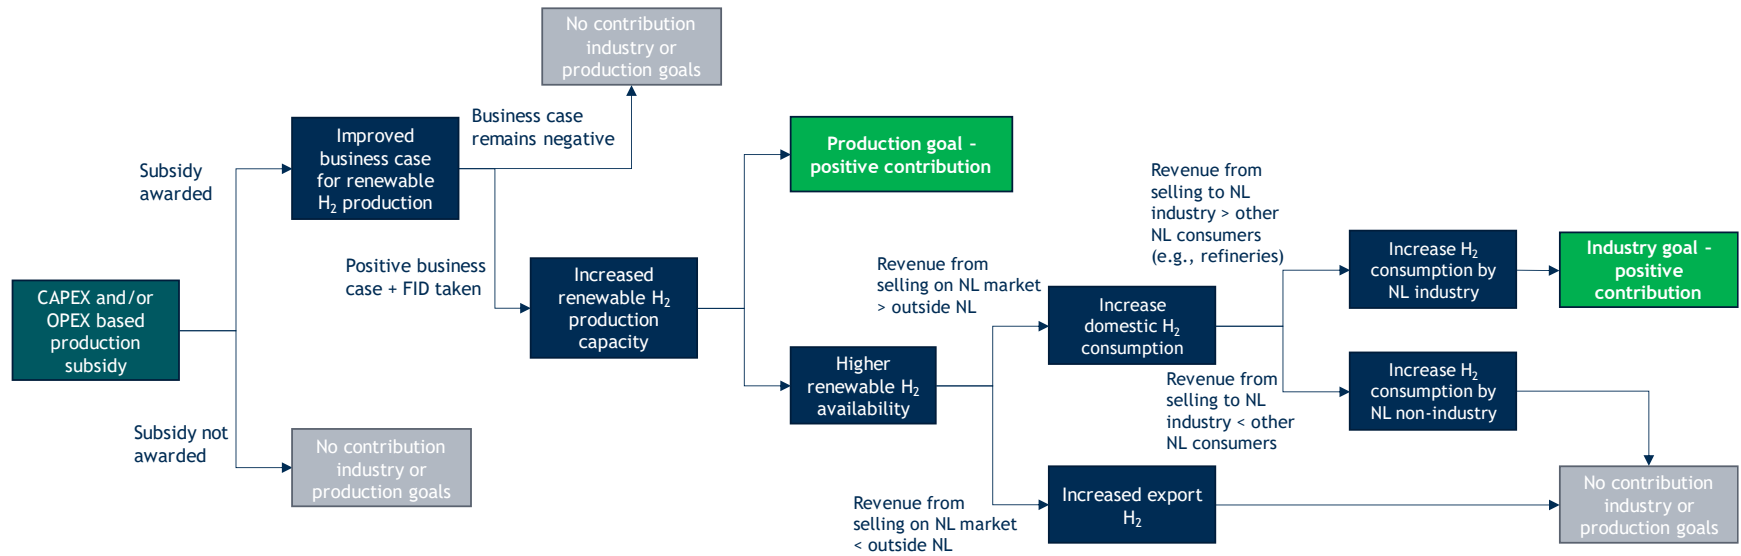 No contribution
industry or
production goals
Business case
remains negative
Improved
business case
for renewable
H₂ production
Subsidy
awarded
Positive business
case + FID taken
CAPEX and/or
OPEX based
production
subsidy
Subsidy not
awarded
No contribution
industry or
production goals
Increased
renewable H₂
production
capacity
Production goal -
positive contribution
Higher
renewable H₂
availability
Revenue from
selling on NL market
> outside NL
Revenue from
selling on NL market
< outside NL
Increase
domestic H₂
consumption
Increased export
H₂
Revenue from
selling to NL
industry > other
NL consumers
(e.g., refineries)
Revenue from
selling to NL
industry < other
NL consumers
Increase H₂
consumption by
NL industry
Increase H₂
consumption by
NL non-industry
Industry goal -
positive
contribution
No contribution
industry or
production goals